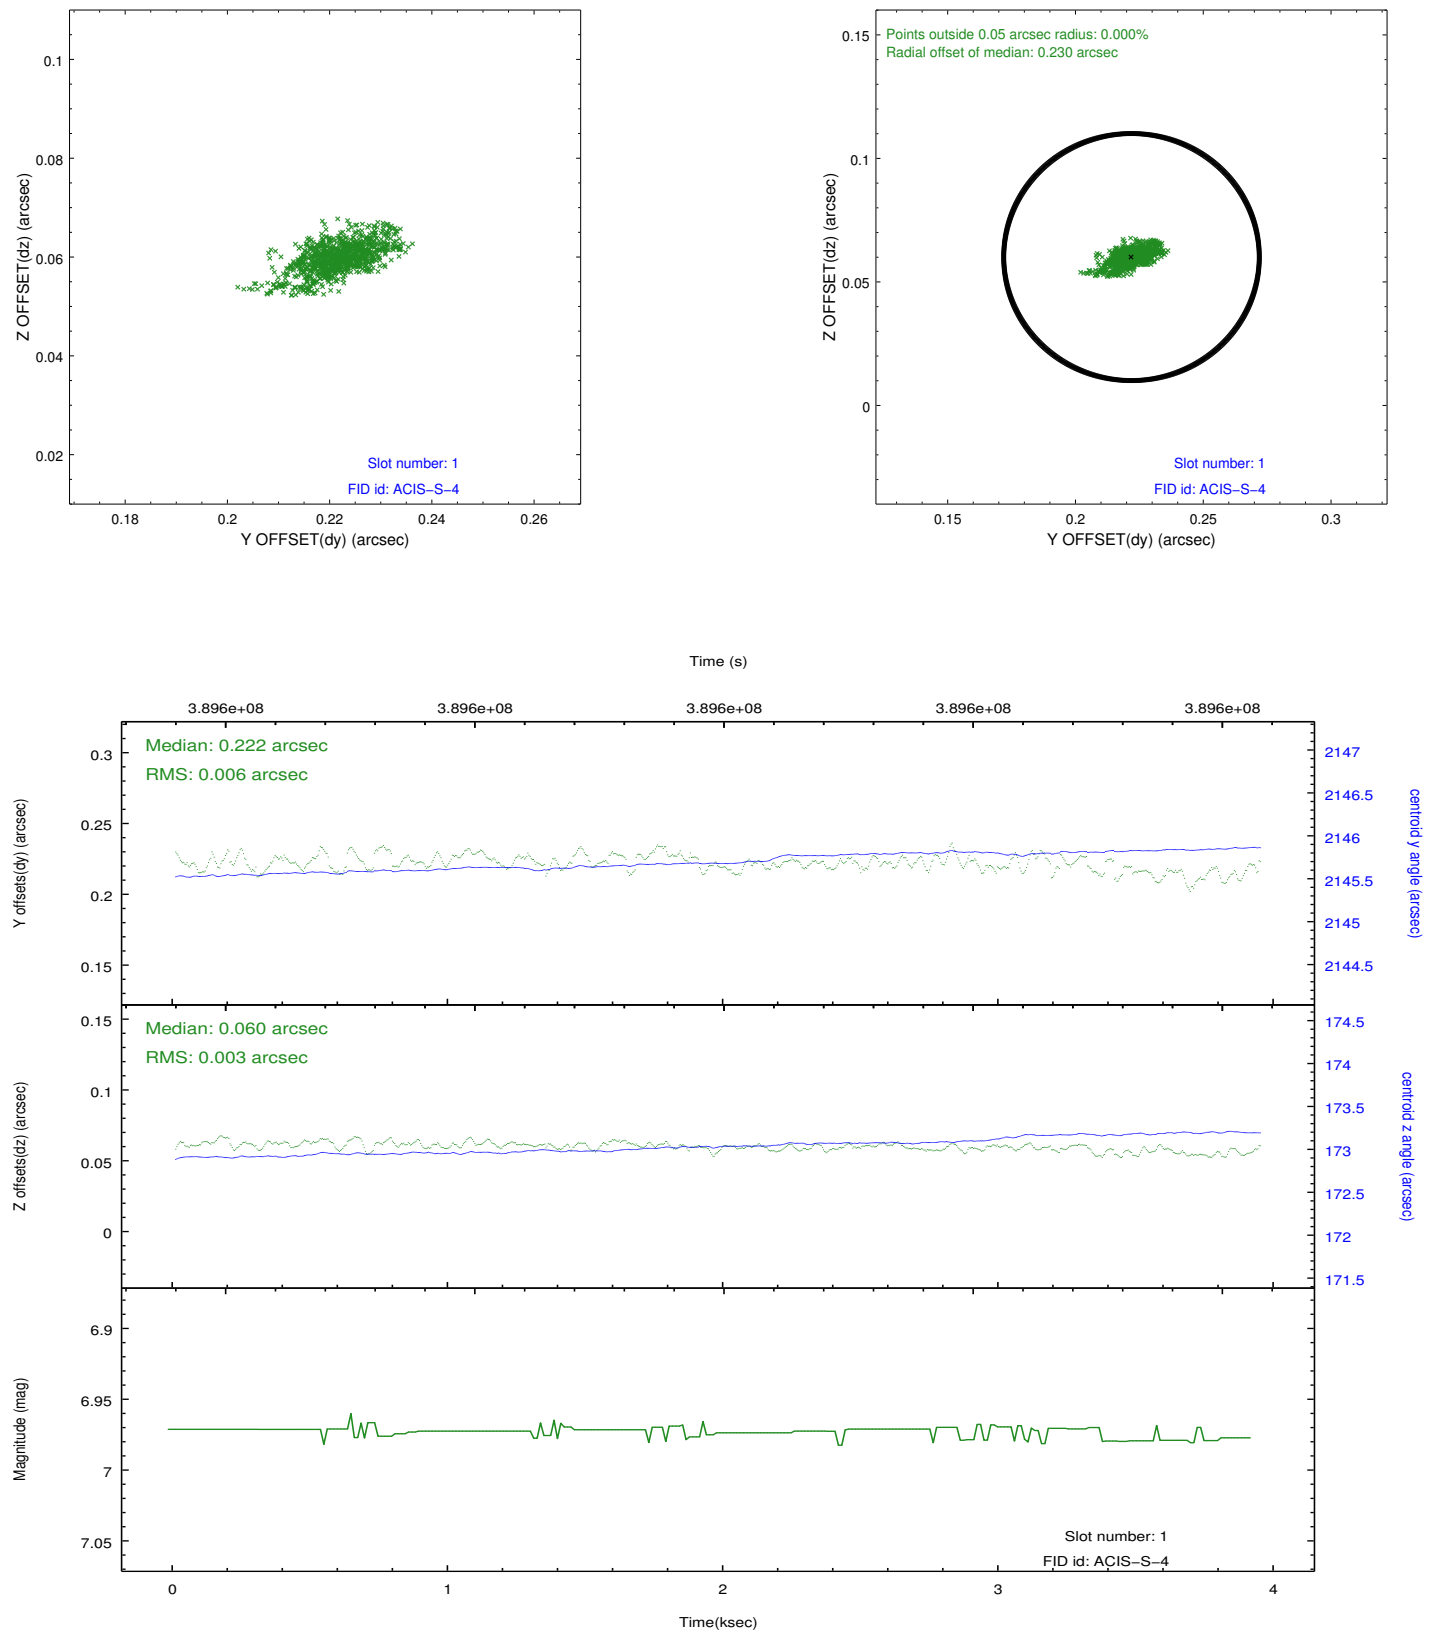 0.1
0.08
0.06
0.04
0.02
0.18
0.2
0.22
0.24
0.26
Z OFFSET(dz) (arcsec)
Y OFFSET(dy) (arcsec)
Slot number: 1
FID id: ACIS−S−4
Points outside 0.05 arcsec radius: 0.000%
Radial offset of median: 0.230 arcsec
0.15
0.1
0.05
0
0.15
0.2
0.25
0.3
Z OFFSET(dz) (arcsec)
Y OFFSET(dy) (arcsec)
Slot number: 1
FID id: ACIS−S−4
Time (s)
3.896e+08
3.896e+08
3.896e+08
3.896e+08
3.896e+08
Median: 0.222 arcsec
RMS: 0.006 arcsec
0.3
0.25
0.2
0.15
Y offsets(dy) (arcsec)
2147
2146.5
2146
2145.5
2145
2144.5
centroid y angle (arcsec)
Median: 0.060 arcsec
RMS: 0.003 arcsec
0.15
0.1
0.05
0
Z offsets(dz) (arcsec)
174.5
174
173.5
173
172.5
172
171.5
centroid z angle (arcsec)
6.9
6.95
7
7.05
Magnitude (mag)
Slot number: 1
FID id: ACIS−S−4
0
1
2
3
4
Time(ksec)